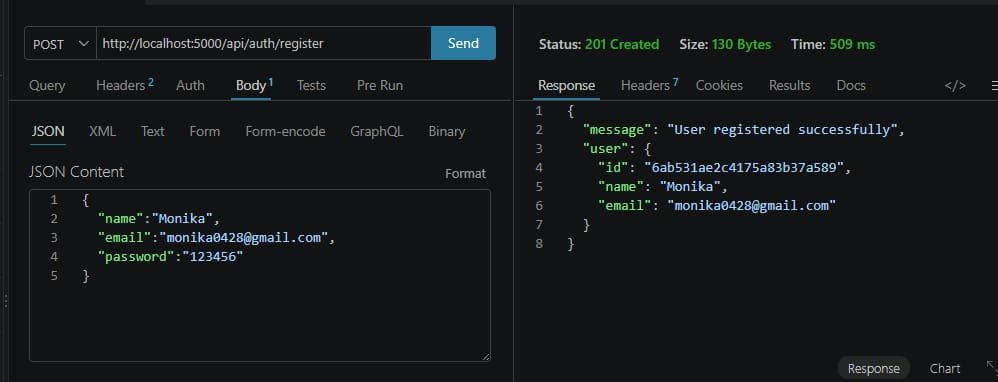 POST http://localhost:5000/api/auth/register Send
Query Headers 2 Auth Body 1 Tests Pre Run
JSON XML Text Form Form-encode GraphQL Binary
JSON Content Format
1 {
2 "name":"Monika",
3 "email":"monika0428@gmail.com",
4 "password":"123456"
5 }
Status: 201 Created Size: 130 Bytes Time: 509 ms
Response Headers 7 Cookies Results Docs </>
1 {
2 "message": "User registered successfully",
3 "user": {
4 "id": "6ab531ae2c4175a83b37a589",
5 "name": "Monika",
6 "email": "monika0428@gmail.com"
7 }
8 }
Response Chart